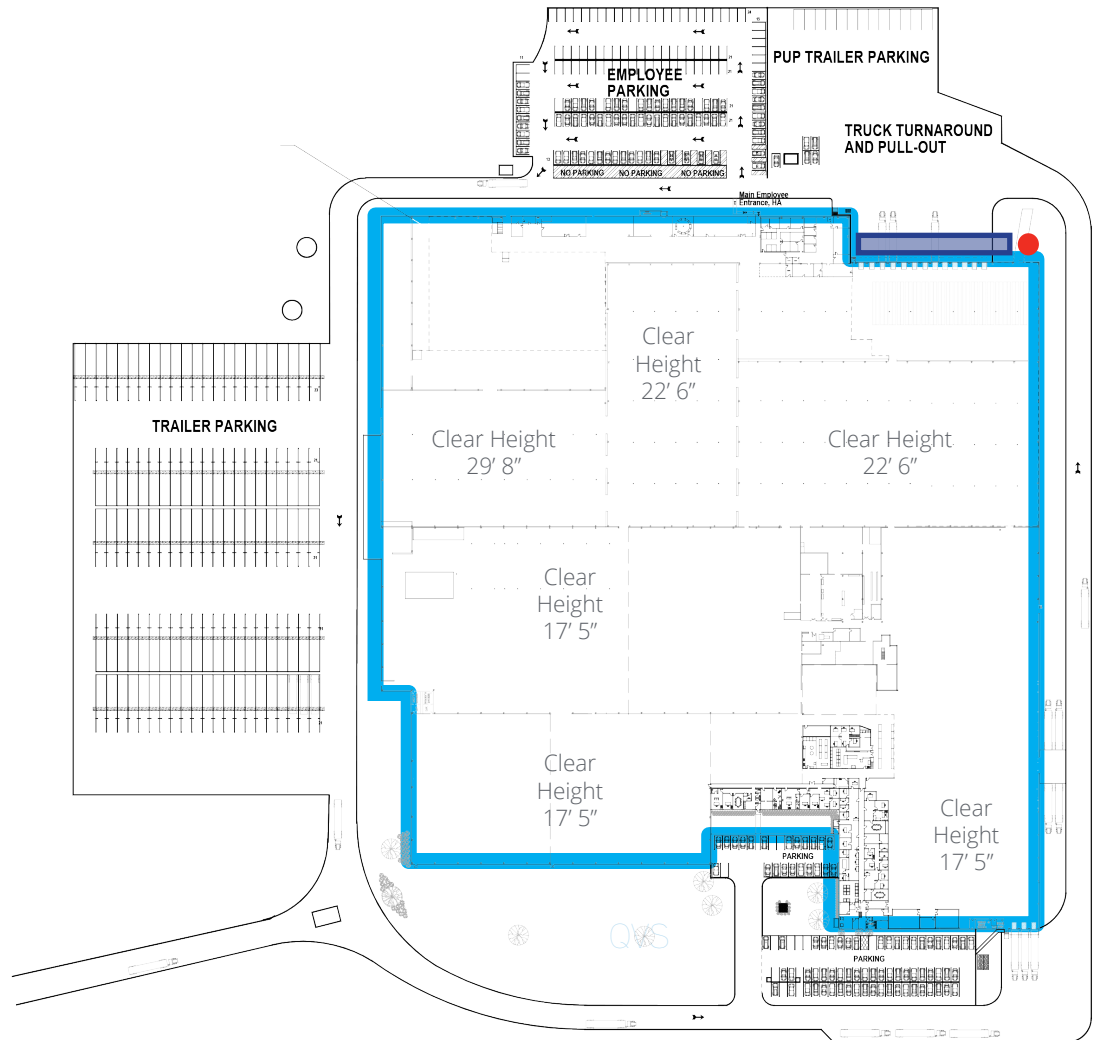 PUP TRAILER PARKING
EMPLOYEE
PARKING
TRUCK TURNAROUND
AND PULL-OUT
NO PARKING
NO PARKING
NO PARKING
Main Employee
Entrance, HA
Clear
Height
22’ 6”
TRAILER PARKING
Clear Height
29’ 8”
Clear Height
22’ 6”
Clear
Height
17’ 5”
Clear
Height
17’ 5”
Clear
Height
17’ 5”
PARKING
QVS
PARKING